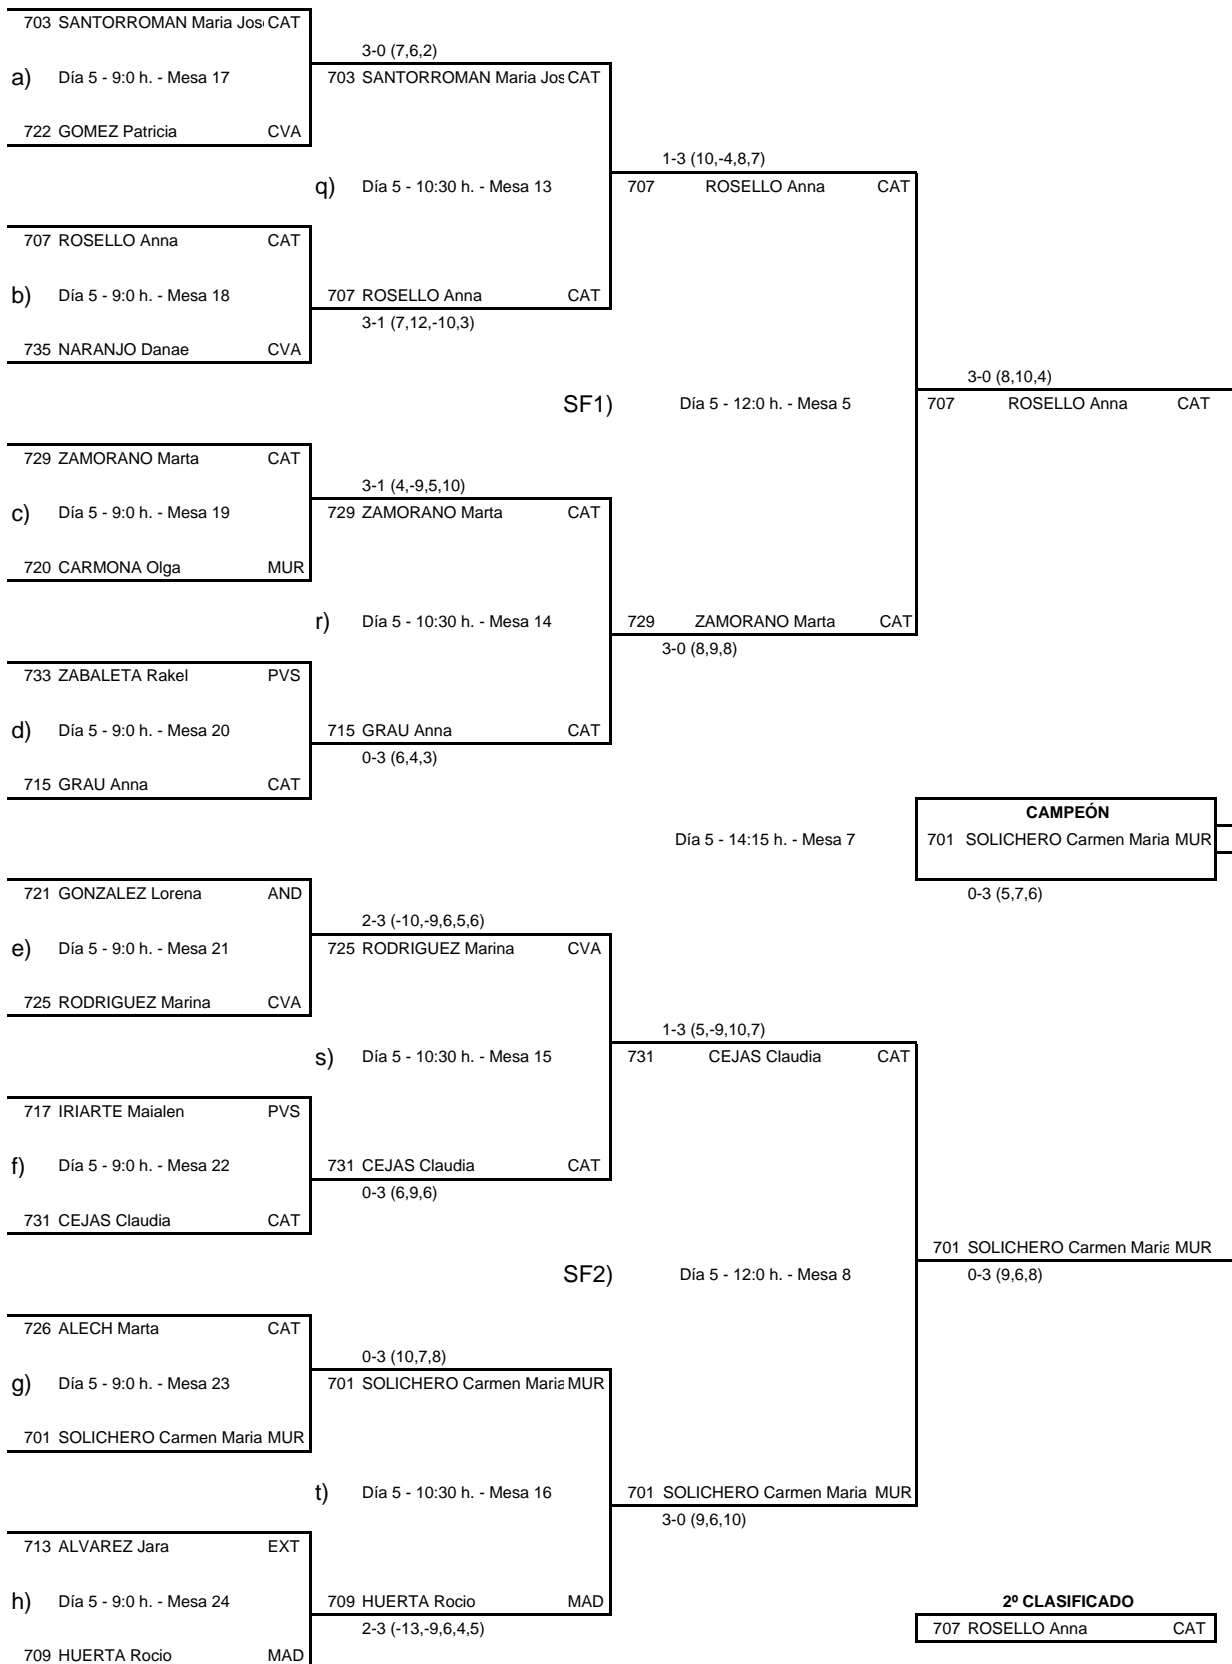 703 SANTORROMAN Maria Jos CAT
3-0 (7,6,2)
a) Día 5 - 9:0 h. - Mesa 17
703 SANTORROMAN Maria Jos CAT
722 GOMEZ Patricia CVA
1-3 (10,-4,8,7)
q) Día 5 - 10:30 h. - Mesa 13
707 ROSELLO Anna CAT
707 ROSELLO Anna CAT
b) Día 5 - 9:0 h. - Mesa 18
707 ROSELLO Anna CAT
3-1 (7,12,-10,3)
735 NARANJO Danae CVA
3-0 (8,10,4)
SF1) Día 5 - 12:0 h. - Mesa 5
707 ROSELLO Anna CAT
729 ZAMORANO Marta CAT
3-1 (4,-9,5,10)
c) Día 5 - 9:0 h. - Mesa 19
729 ZAMORANO Marta CAT
720 CARMONA Olga MUR
r) Día 5 - 10:30 h. - Mesa 14
729 ZAMORANO Marta CAT
3-0 (8,9,8)
733 ZABALETA Rakel PVS
d) Día 5 - 9:0 h. - Mesa 20
715 GRAU Anna CAT
0-3 (6,4,3)
715 GRAU Anna CAT
CAMPEÓN
Día 5 - 14:15 h. - Mesa 7
701 SOLICHERO Carmen Maria MUR
0-3 (5,7,6)
721 GONZALEZ Lorena AND
2-3 (-10,-9,6,5,6)
e) Día 5 - 9:0 h. - Mesa 21
725 RODRIGUEZ Marina CVA
725 RODRIGUEZ Marina CVA
1-3 (5,-9,10,7)
s) Día 5 - 10:30 h. - Mesa 15
731 CEJAS Claudia CAT
717 IRIARTE Maialen PVS
f) Día 5 - 9:0 h. - Mesa 22
731 CEJAS Claudia CAT
0-3 (6,9,6)
731 CEJAS Claudia CAT
701 SOLICHERO Carmen Maria MUR
SF2) Día 5 - 12:0 h. - Mesa 8
0-3 (9,6,8)
726 ALECH Marta CAT
0-3 (10,7,8)
g) Día 5 - 9:0 h. - Mesa 23
701 SOLICHERO Carmen Maria MUR
701 SOLICHERO Carmen Maria MUR
t) Día 5 - 10:30 h. - Mesa 16
701 SOLICHERO Carmen Maria MUR
3-0 (9,6,10)
713 ALVAREZ Jara EXT
h) Día 5 - 9:0 h. - Mesa 24
709 HUERTA Rocio MAD
2º CLASIFICADO
2-3 (-13,-9,6,4,5)
707 ROSELLO Anna CAT
709 HUERTA Rocio MAD